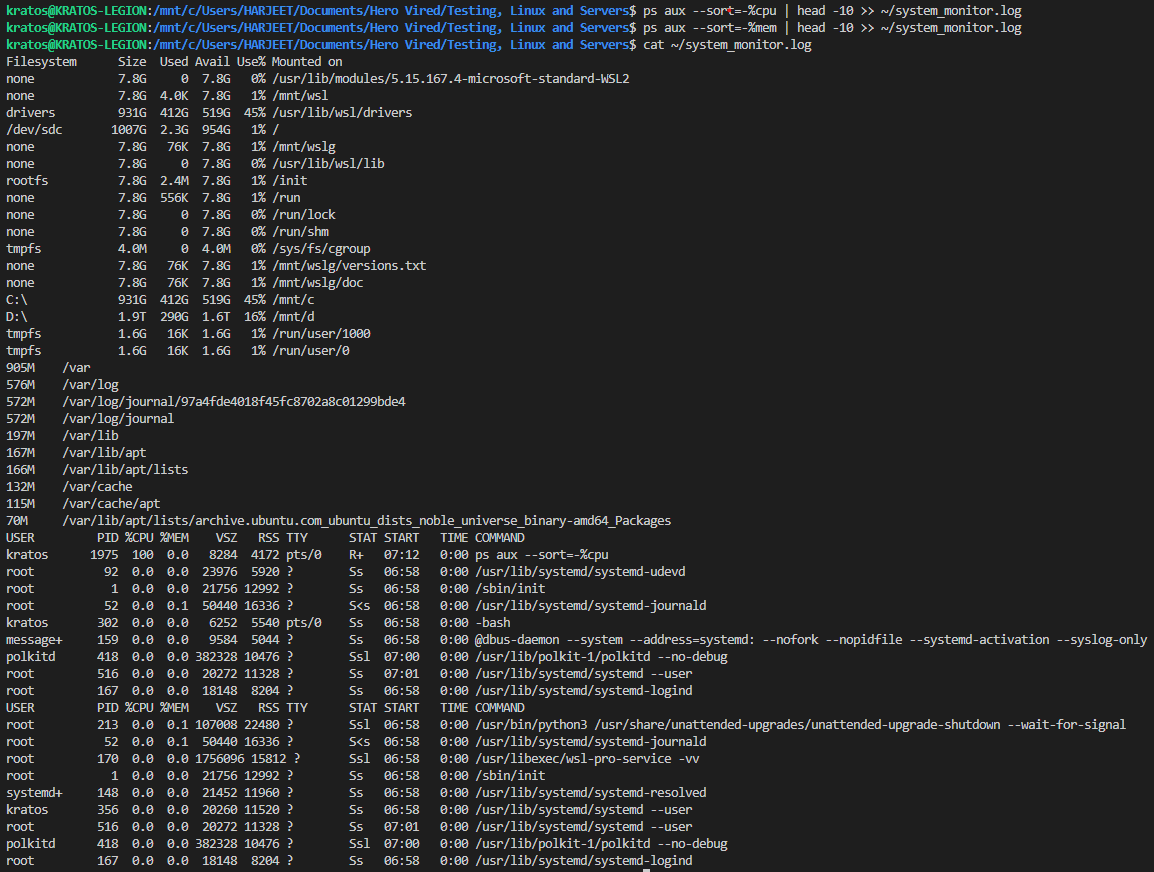 kratos@KRATOS-LEGION:/mnt/c/Users/HARJEET/Documents/Hero Vired/Testing, Linux and Servers$ ps aux --sort=-%cpu | head -10 >> ~/system_monitor.log
kratos@KRATOS-LEGION:/mnt/c/Users/HARJEET/Documents/Hero Vired/Testing, Linux and Servers$ ps aux --sort=-%mem | head -10 >> ~/system_monitor.log
kratos@KRATOS-LEGION:/mnt/c/Users/HARJEET/Documents/Hero Vired/Testing, Linux and Servers$ cat ~/system_monitor.log
Filesystem      Size  Used Avail Use% Mounted on
none            7.8G     0  7.8G   0% /usr/lib/modules/5.15.167.4-microsoft-standard-WSL2
none            7.8G  4.0K  7.8G   1% /mnt/wsl
drivers         931G  412G  519G  45% /usr/lib/wsl/drivers
/dev/sdc       1007G  2.3G  954G   1% /
none            7.8G   76K  7.8G   1% /mnt/wslg
none            7.8G     0  7.8G   0% /usr/lib/wsl/lib
rootfs          7.8G  2.4M  7.8G   1% /init
none            7.8G  556K  7.8G   1% /run
none            7.8G     0  7.8G   0% /run/lock
none            7.8G     0  7.8G   0% /run/shm
tmpfs           4.0M     0  4.0M   0% /sys/fs/cgroup
none            7.8G   76K  7.8G   1% /mnt/wslg/versions.txt
none            7.8G   76K  7.8G   1% /mnt/wslg/doc
C:\             931G  412G  519G  45% /mnt/c
D:\             1.9T  290G  1.6T  16% /mnt/d
tmpfs           1.6G   16K  1.6G   1% /run/user/1000
tmpfs           1.6G   16K  1.6G   1% /run/user/0
905M    /var
576M    /var/log
572M    /var/log/journal/97a4fde4018f45fc8702a8c01299bde4
572M    /var/log/journal
197M    /var/lib
167M    /var/lib/apt
166M    /var/lib/apt/lists
132M    /var/cache
115M    /var/cache/apt
70M     /var/lib/apt/lists/archive.ubuntu.com_ubuntu_dists_noble_universe_binary-amd64_Packages
USER         PID %CPU %MEM    VSZ   RSS TTY      STAT START   TIME COMMAND
kratos      1975  100  0.0   8284  4172 pts/0    R+   07:12   0:00 ps aux --sort=-%cpu
root          92  0.0  0.0  23976  5920 ?        Ss   06:58   0:00 /usr/lib/systemd/systemd-udevd
root           1  0.0  0.0  21756 12992 ?        Ss   06:58   0:00 /sbin/init
root          52  0.0  0.1  50440 16336 ?        S<s  06:58   0:00 /usr/lib/systemd/systemd-journald
kratos       302  0.0  0.0   6252  5540 pts/0    Ss   06:58   0:00 -bash
message+     159  0.0  0.0   9584  5044 ?        Ss   06:58   0:00 @dbus-daemon --system --address=systemd: --nofork --nopidfile --systemd-activation --syslog-only
polkitd      418  0.0  0.0 382328 10476 ?        Ssl  07:00   0:00 /usr/lib/polkit-1/polkitd --no-debug
root         516  0.0  0.0  20272 11328 ?        Ss   07:01   0:00 /usr/lib/systemd/systemd --user
root         167  0.0  0.0  18148  8204 ?        Ss   06:58   0:00 /usr/lib/systemd/systemd-logind
USER         PID %CPU %MEM    VSZ   RSS TTY      STAT START   TIME COMMAND
root         213  0.0  0.1 107008 22480 ?        Ssl  06:58   0:00 /usr/bin/python3 /usr/share/unattended-upgrades/unattended-upgrade-shutdown --wait-for-signal
root          52  0.0  0.1  50440 16336 ?        S<s  06:58   0:00 /usr/lib/systemd/systemd-journald
root         170  0.0  0.0 1756096 15812 ?       Ssl  06:58   0:00 /usr/libexec/wsl-pro-service -vv
root           1  0.0  0.0  21756 12992 ?        Ss   06:58   0:00 /sbin/init
systemd+     148  0.0  0.0  21452 11960 ?        Ss   06:58   0:00 /usr/lib/systemd/systemd-resolved
kratos       356  0.0  0.0  20260 11520 ?        Ss   06:58   0:00 /usr/lib/systemd/systemd --user
root         516  0.0  0.0  20272 11328 ?        Ss   07:01   0:00 /usr/lib/systemd/systemd --user
polkitd      418  0.0  0.0 382328 10476 ?        Ssl  07:00   0:00 /usr/lib/polkit-1/polkitd --no-debug
root         167  0.0  0.0  18148  8204 ?        Ss   06:58   0:00 /usr/lib/systemd/systemd-logind